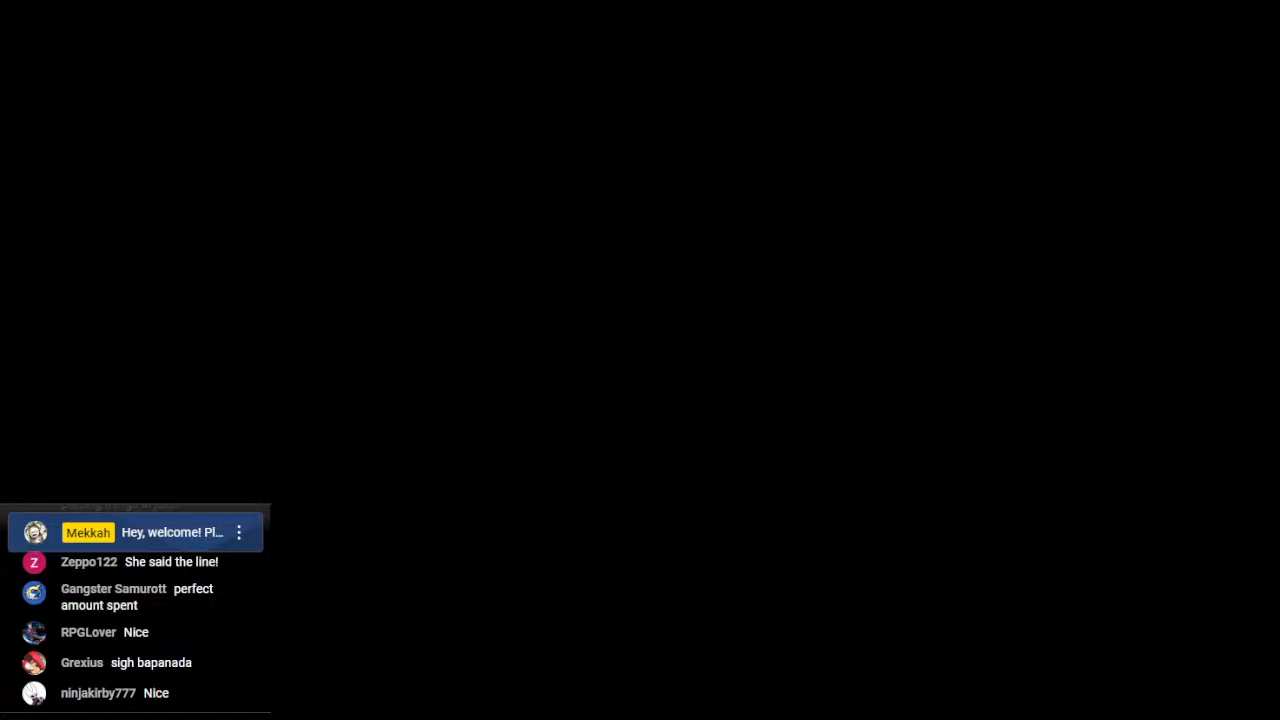 Mekkah Hey, welcome! Pl...
Z Zeppo122 She said the line!
Gangster Samurott perfect
amount spent
RPGLover Nice
Grexius sigh bapanada
ninjakirby777 Nice